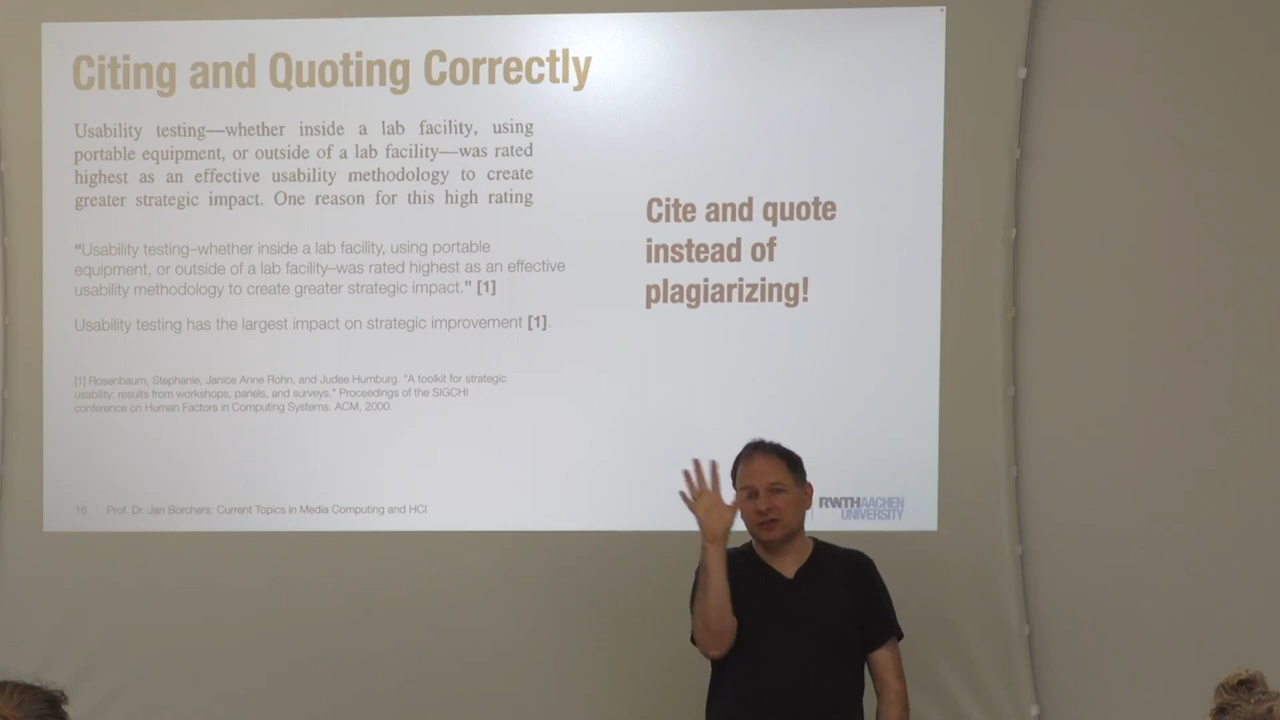 Citing and Quoting Correctly
Usability testing—whether inside a lab facility, using
portable equipment, or outside of a lab facility—was rated
highest as an effective usability methodology to create
greater strategic impact. One reason for this high rating
"Usability testing–whether inside a lab facility, using portable
equipment, or outside of a lab facility–was rated highest as an effective
usability methodology to create greater strategic impact." [1]
Usability testing has the largest impact on strategic improvement [1].
[1] Rosenbaum, Stephanie, Janice Anne Rohn, and Judee Humburg. "A toolkit for strategic
usability: results from workshops, panels, and surveys." Proceedings of the SIGCHI
conference on Human Factors in Computing Systems. ACM, 2000.
Cite and quote
instead of
plagiarizing!
16 Prof. Dr. Jan Borchers: Current Topics in Media Computing and HCI
RWTHAACHEN
UNIVERSITY